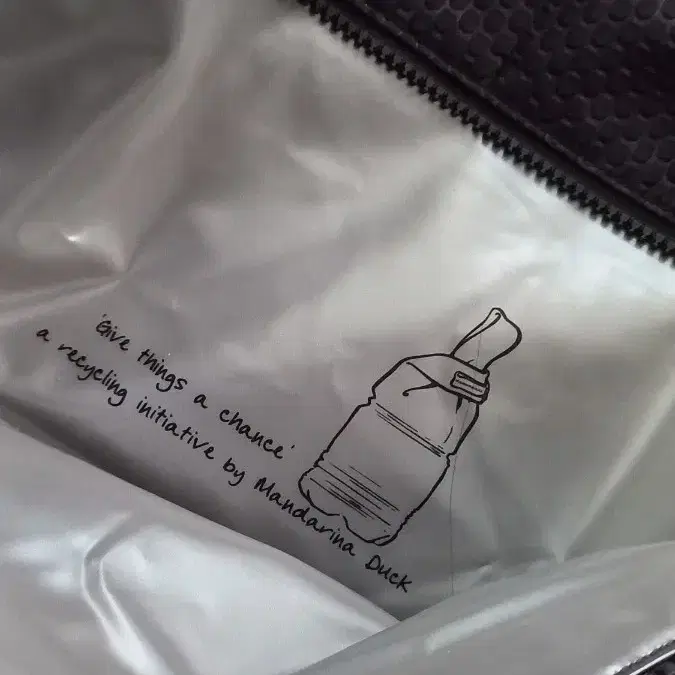 'Give things a chance'
a recycling initiative by Mandarina Duck